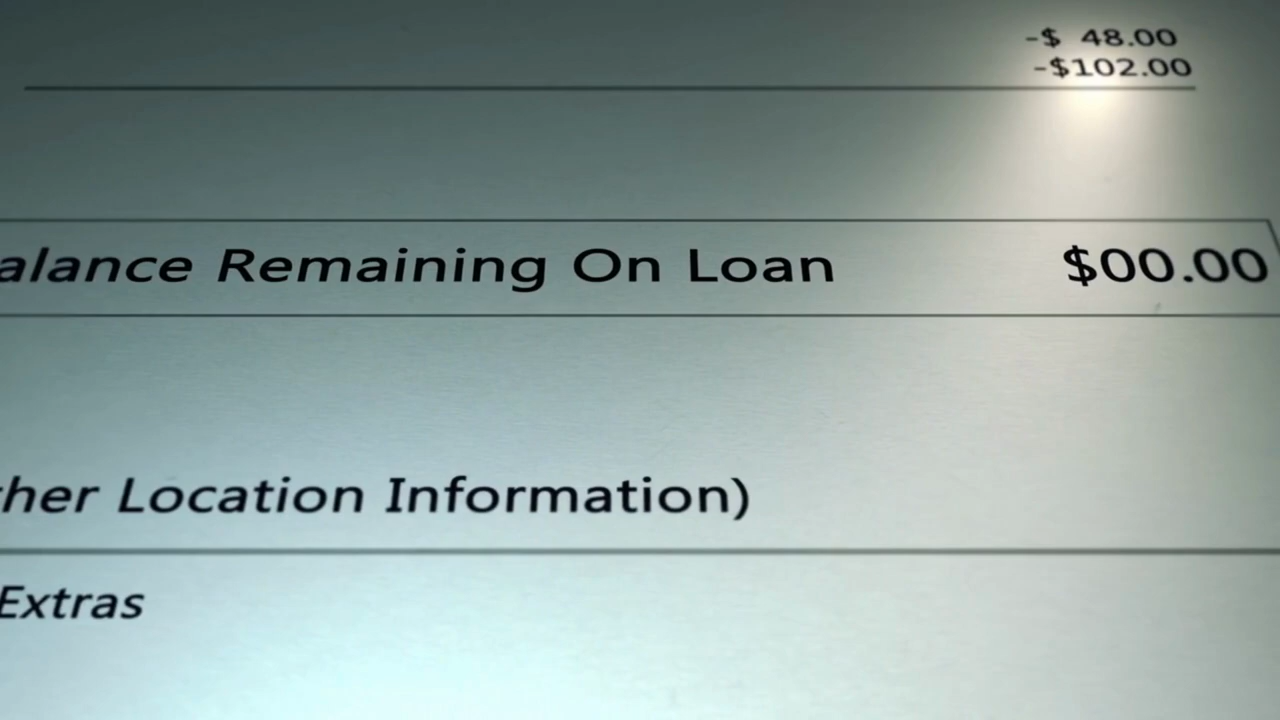 -$ 48.00
-$102.00
alance Remaining On Loan $00.00
her Location Information)
Extras